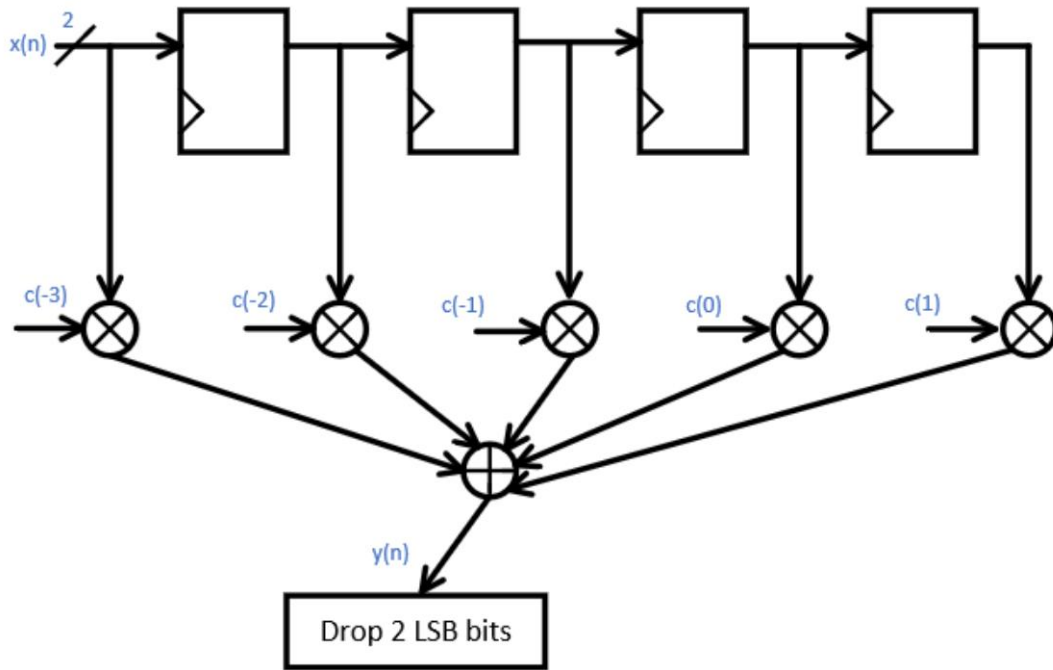 2
x(n)
c(-3)
c(-2)
c(-1)
c(0)
c(1)
y(n)
Drop 2 LSB bits